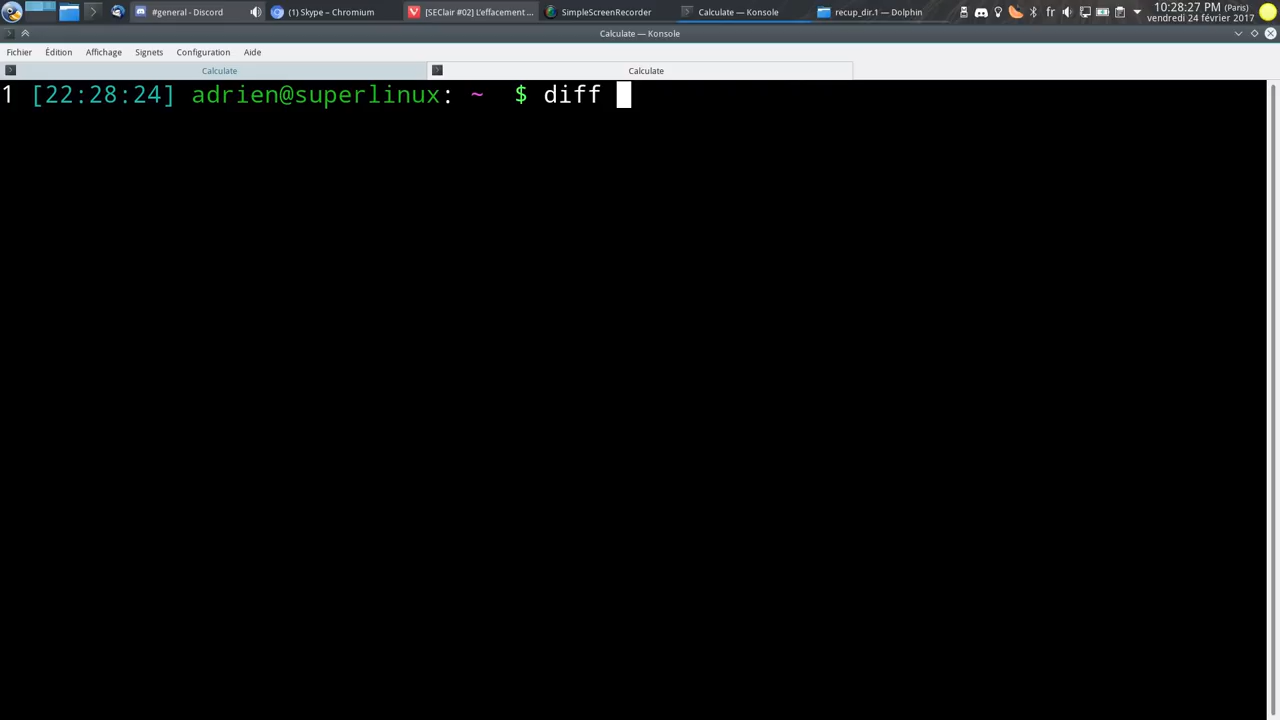 #general - Discord
(1) Skype – Chromium
[SEClair #02] L'effacement ...
SimpleScreenRecorder
Calculate — Konsole
recup_dir.1 — Dolphin
fr
10:28:27 PM (Paris)
vendredi 24 février 2017
Calculate — Konsole
Fichier Édition Affichage Signets Configuration Aide
Calculate Calculate
1 [22:28:24] adrien@superlinux: ~ $ diff